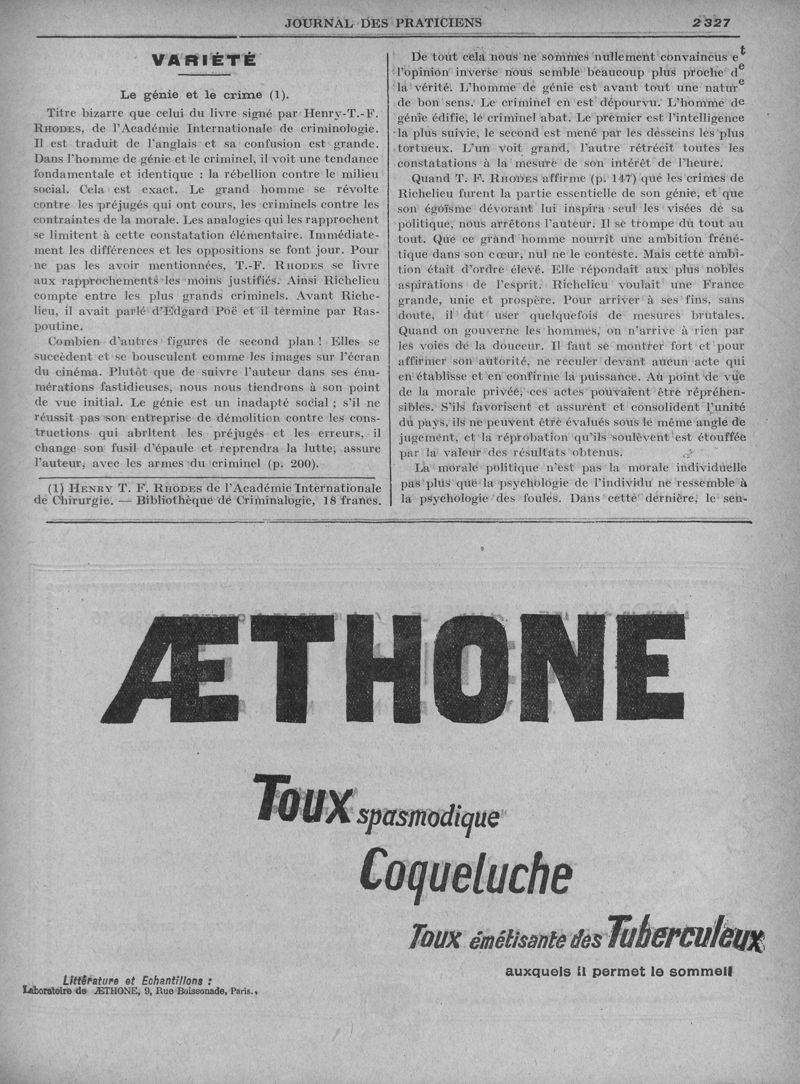 JOURNAL DES PRATICIENS
2327
VARIÉTÉ
Le génie et le crime (1).
Titre bizarre que celui du livre signé par Henry-T.-F.
RHODES, de l'Académie Internationale de criminologie.
Il est traduit de l'anglais et sa confusion est grande.
Dans l'homme de génie et le criminel, il voit une tendance
fondamentale et identique : la rébellion contre le milieu
social. Cela est exact. Le grand homme se révolte
contre les préjugés qui ont cours, les criminels contre les
contraintes de la morale. Les analogies qui les rapprochent
se limitent à cette constatation élémentaire. Immédiate-
ment les différences et les oppositions se font jour. Pour
ne pas les avoir mentionnées, T.-F. RHODES se livre
aux rapprochements les moins justifiés. Ainsi Richelieu
compte entre les plus grands criminels. Avant Riche-
lieu, il avait parlé d'Edgard Poë et il termine par Ras-
poutine.
Combien d'autres figures de second plan ! Elles se
succèdent et se bousculent comme les images sur l'écran
du cinéma. Plutôt que de suivre l'auteur dans ses énu-
mérations fastidieuses, nous nous tiendrons à son point
de vue initial. Le génie est un inadapté social ; s'il ne
réussit pas son entreprise de démolition contre les cons-
tructions qui abritent les préjugés et les erreurs, il
change son fusil d'épaule et reprendra la lutte, assure
l'auteur, avec les armes du criminel (p. 200).
(1) HENRY T. F. RHODES de l'Académie Internationale
de Chirurgie. — Bibliothèque de Criminalogie, 18 francs.
De tout cela nous ne sommes nullement convaincus et
l'opinion inverse nous semble beaucoup plus proche de
la vérité. L'homme de génie est avant tout une nature
de bon sens. Le criminel en est dépourvu. L'homme de
génie édifie, le criminel abat. Le premier est l'intelligence
la plus suivie, le second est mené par les desseins les plus
tortueux. L'un voit grand, l'autre rétrécit toutes les
constatations à la mesure de son intérêt de l'heure.
Quand T. F. RHODES affirme (p. 147) que les crimes de
Richelieu furent la partie essentielle de son génie, et que
son égoïsme dévorant lui inspira seul les visées de sa
politique, nous arrêtons l'auteur. Il se trompe du tout au
tout. Que ce grand homme nourrît une ambition fréné-
tique dans son cœur, nul ne le conteste. Mais cette ambi-
tion était d'ordre élevé. Elle répondait aux plus nobles
aspirations de l'esprit. Richelieu voulait une France
grande, unie et prospère. Pour arriver à ses fins, sans
doute, il dut user quelquefois de mesures brutales.
Quand on gouverne les hommes, on n'arrive à rien par
les voies de la douceur. Il faut se montrer fort et pour
affirmer son autorité, ne reculer devant aucun acte qui
en établisse et en confirme la puissance. Au point de vue
de la morale privée, ces actes pouvaient être répréhen-
sibles. S'ils favorisent et assurent et consolident l'unité
du pays, ils ne peuvent être évalués sous le même angle de
jugement, et la réprobation qu'ils soulèvent est étouffée
par la valeur des résultats obtenus.
La morale politique n'est pas la morale individuelle
pas plus que la psychologie de l'individu ne ressemble à
la psychologie des foules. Dans cette dernière, le sen-
ÆTHONE
Toux spasmodique
Coqueluche
Toux émétisante des Tuberculeux
auxquels il permet le sommeil
Littérature et Echantillons :
Laboratoire de ÆTHONE, 9, Rue Boissonade, Paris.